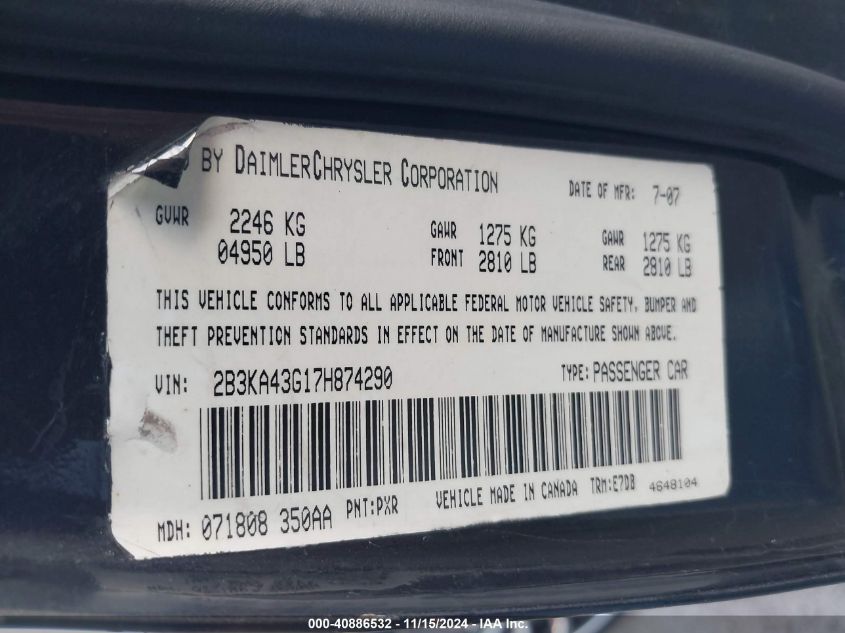 BY DAIMLERCHRYSLER CORPORATION DATE OF MFR: 7-07
GVWR 2246 KG GAWR 1275 KG GAWR 1275 KG
04950 LB FRONT 2810 LB REAR 2810 LB
THIS VEHICLE CONFORMS TO ALL APPLICABLE FEDERAL MOTOR VEHICLE SAFETY, BUMPER AND
THEFT PREVENTION STANDARDS IN EFFECT ON THE DATE OF MANUFACTURE SHOWN ABOVE.
VIN: 2B3KA43G17H874290 TYPE: PASSENGER CAR
MDH: 071808 350AA PNT:PXR VEHICLE MADE IN CANADA TRM:E7DB 4648104
000-40886532 - 11/15/2024 - IAA Inc.